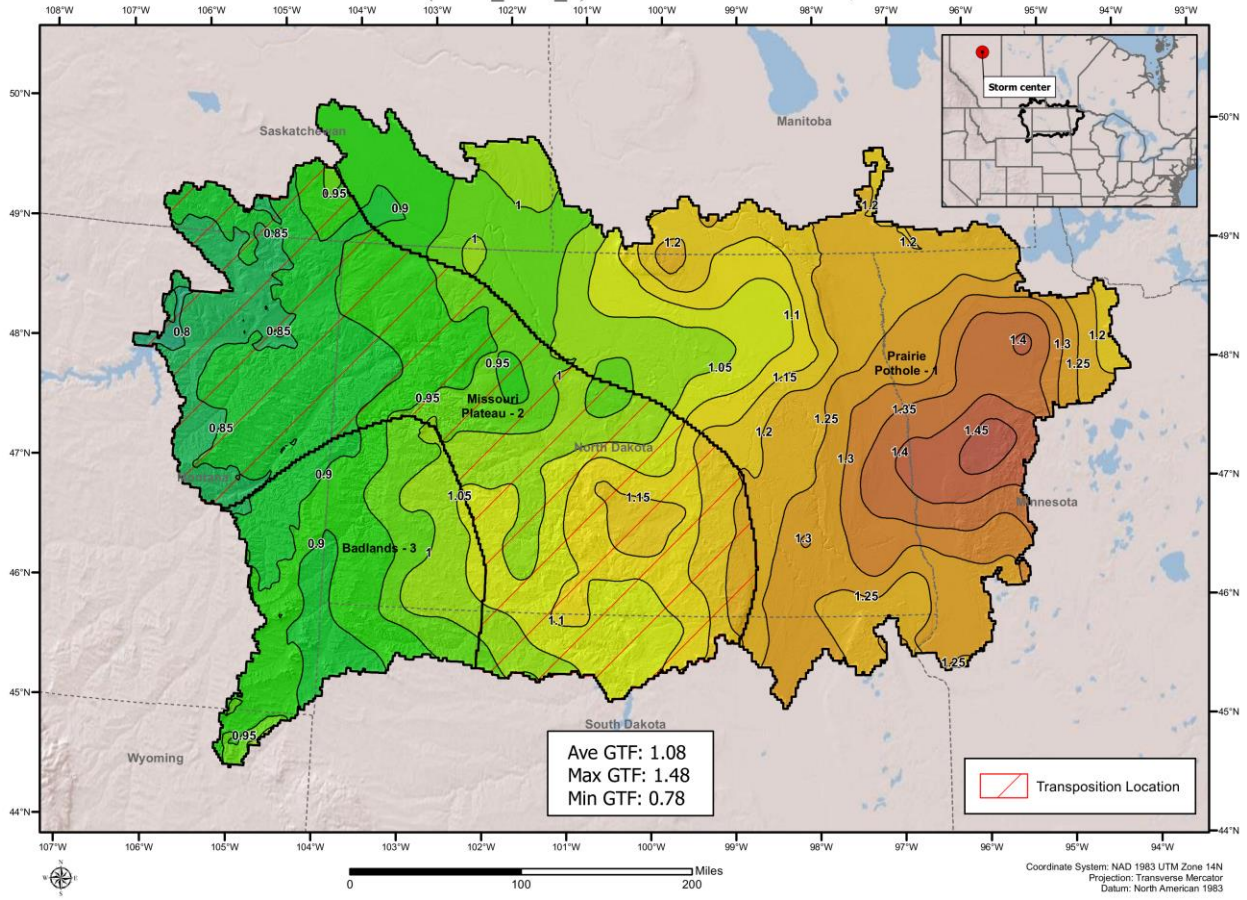 108°W
107°W
106°W
105°W
104°W
103°W
102°W
101°W
100°W
99°W
98°W
97°W
96°W
95°W
94°W
93°W
Storm center
50°N
50°N
Saskatchewan
Manitoba
0.95
0.9
1
1.2
49°N
49°N
0.85
1
1.2
1.2
1.1
48°N
0.8
0.85
1.4
1.3
1.2
48°N
0.95
1
1.05
1.15
Prairie
Pothole - 1
1.25
0.95
Missouri
Plateau - 2
1.25
1.35
47°N
0.85
1.2
1.45
North Dakota
1.3
1.4
47°N
0.9
Montana
1.05
1.15
Minnesota
46°N
0.9
Badlands - 3
1
1.3
46°N
1.1
1.25
45°N
1.25
45°N
0.95
South Dakota
Wyoming
Ave GTF: 1.08
Max GTF: 1.48
Min GTF: 0.78
Transposition Location
44°N
44°N
107°W
106°W
105°W
104°W
103°W
102°W
101°W
100°W
99°W
98°W
97°W
96°W
95°W
94°W
N
W
E
S
Miles
0
100
200
Coordinate System: NAD 1983 UTM Zone 14N
Projection: Transverse Mercator
Datum: North American 1983